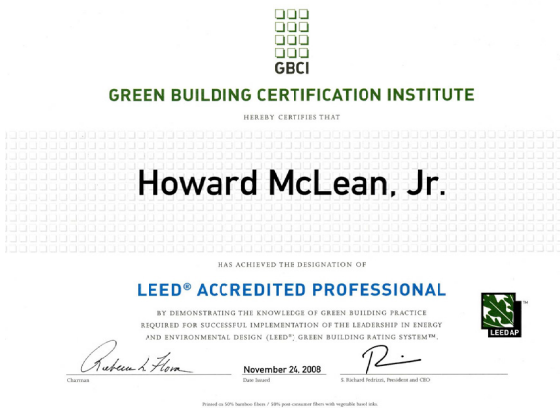 GBCI
GREEN BUILDING CERTIFICATION INSTITUTE
HEREBY CERTIFIES THAT
Howard McLean, Jr.
HAS ACHIEVED THE DESIGNATION OF
LEED® ACCREDITED PROFESSIONAL
BY DEMONSTRATING THE KNOWLEDGE OF GREEN BUILDING PRACTICE
REQUIRED FOR SUCCESSFUL IMPLEMENTATION OF THE LEADERSHIP IN ENERGY
AND ENVIRONMENTAL DESIGN (LEED®) GREEN BUILDING RATING SYSTEM™.
LEEDAP ™
November 24, 2008
Chairman
Date Issued
S. Richard Fedrizzi, President and CEO
Printed on 50% bamboo fibers / 50% post-consumer fibers with vegetable based inks.